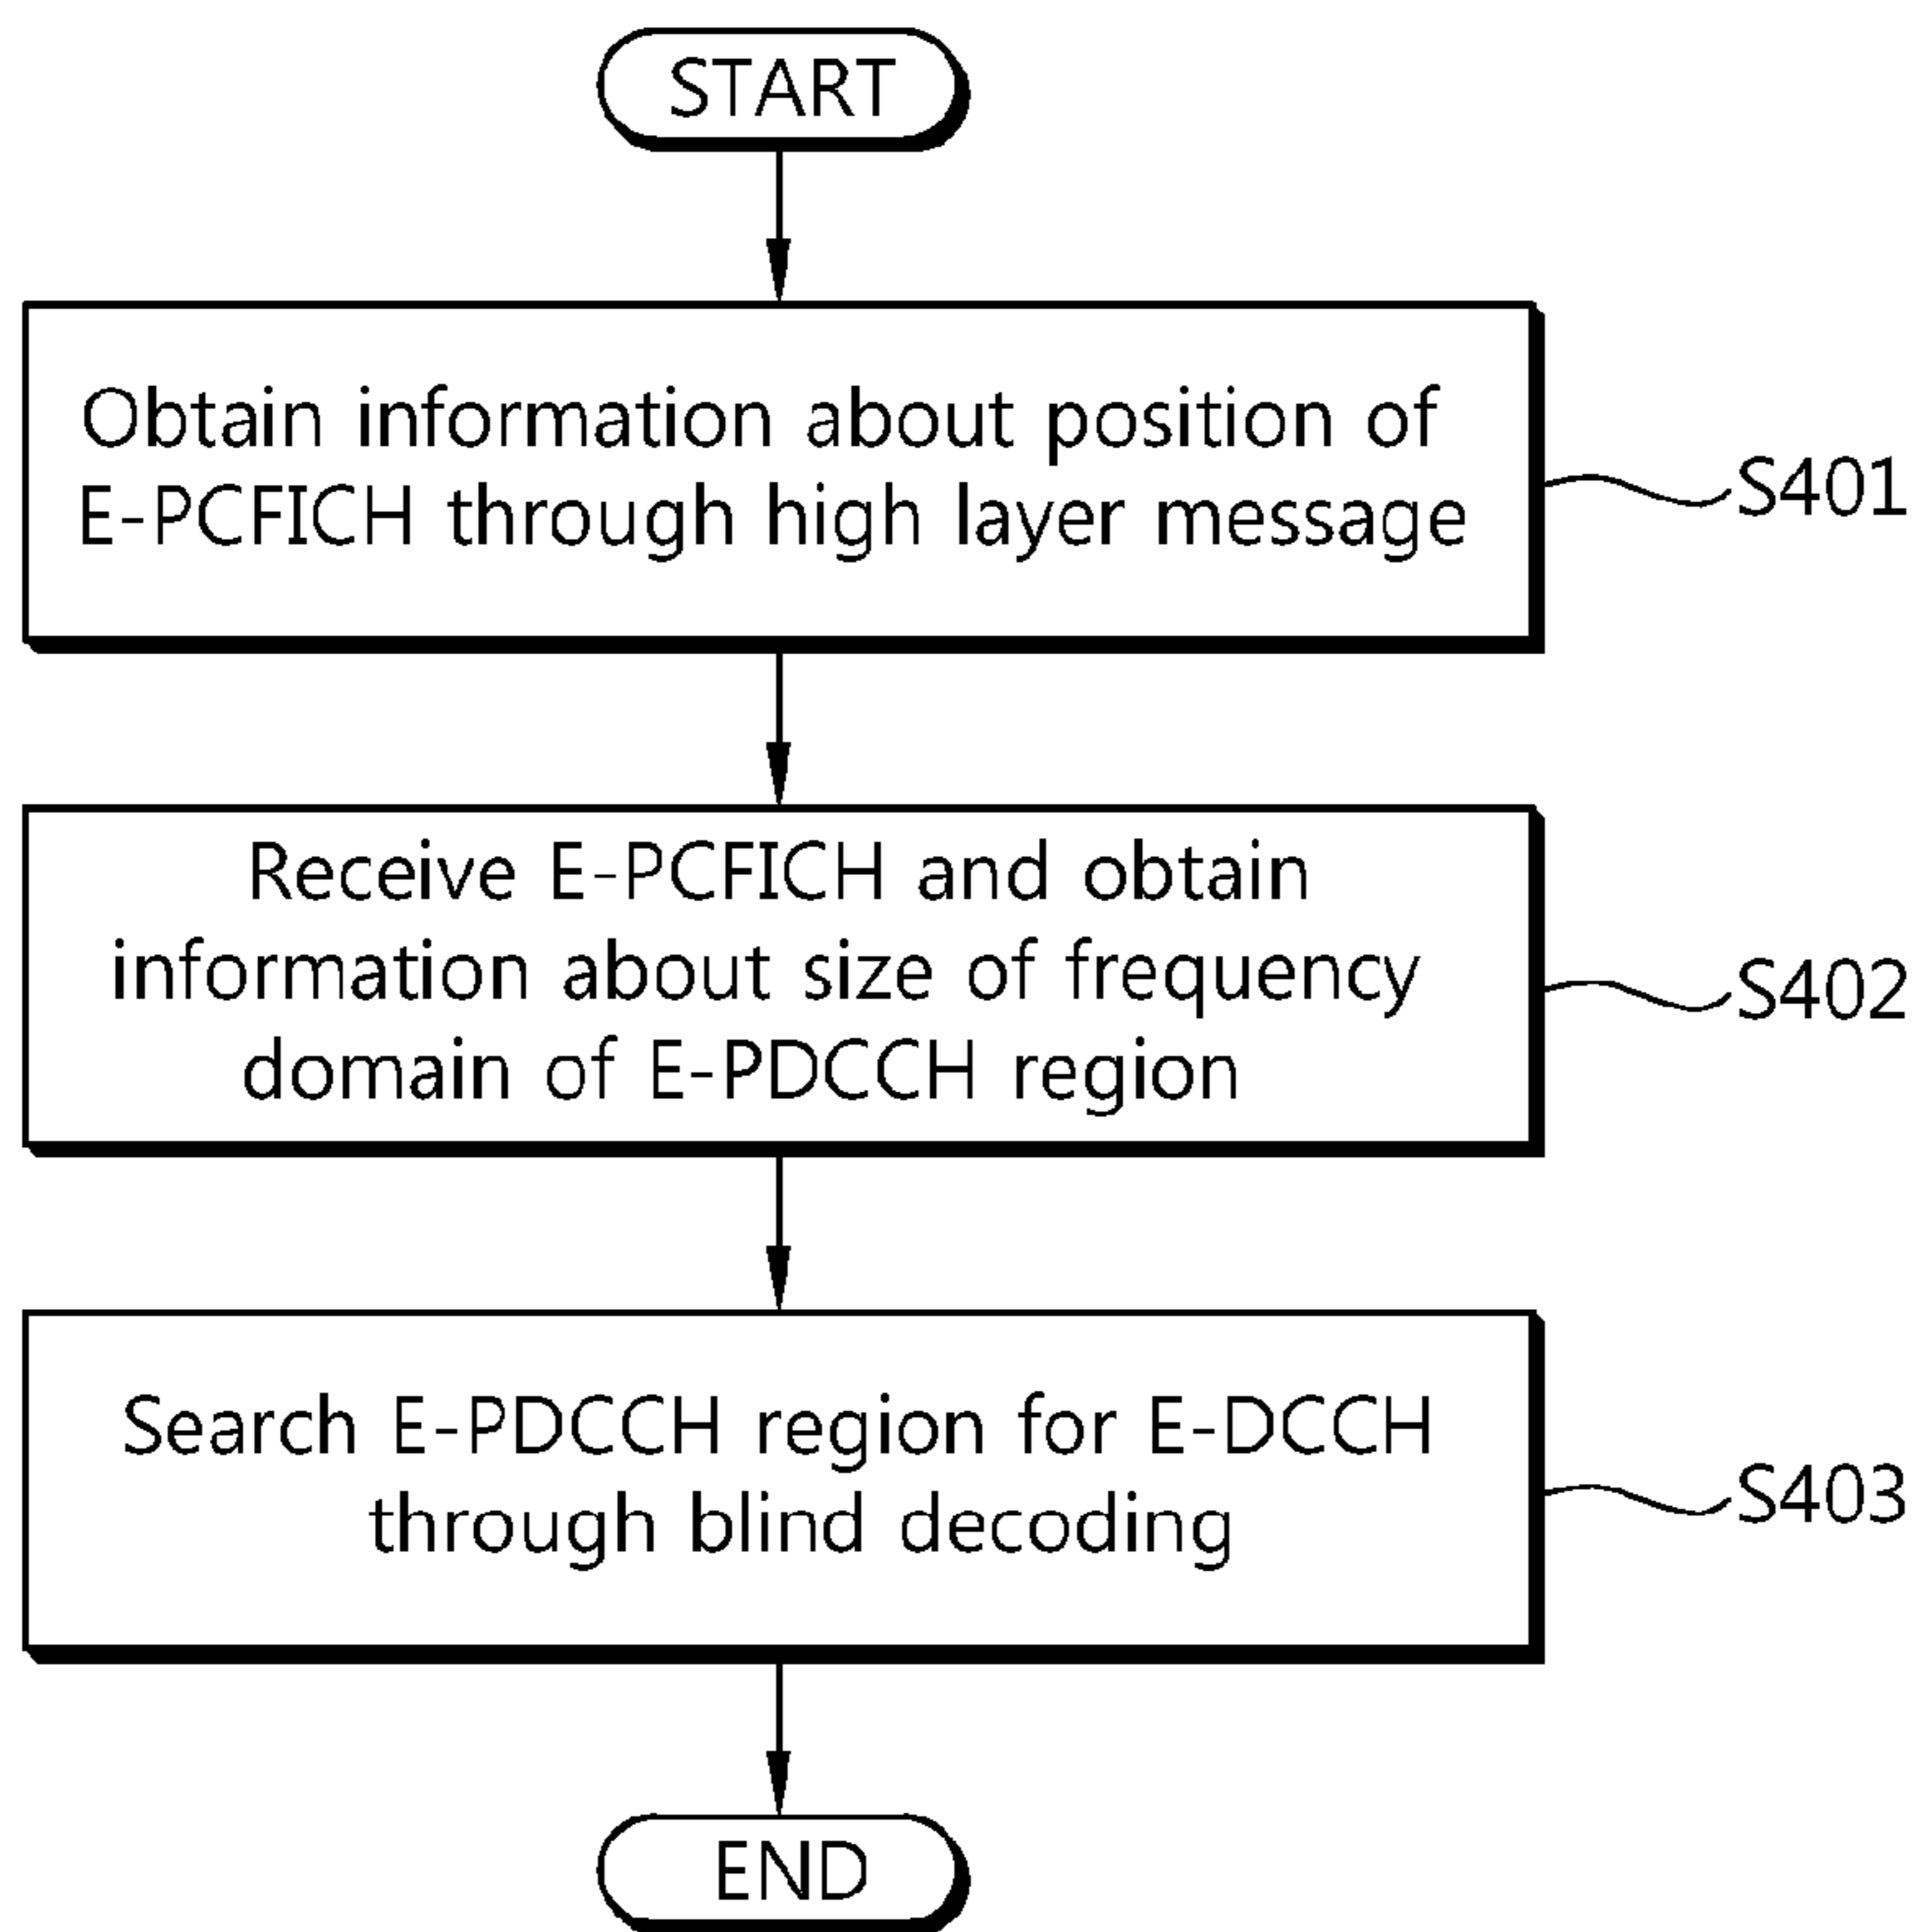 START
Obtain information about position of
E-PCFICH through high layer message
S401
Receive E-PCFICH and obtain
information about size of frequency
domain of E-PDCCH region
S402
Search E-PDCCH region for E-DCCH
through blind decoding
S403
END